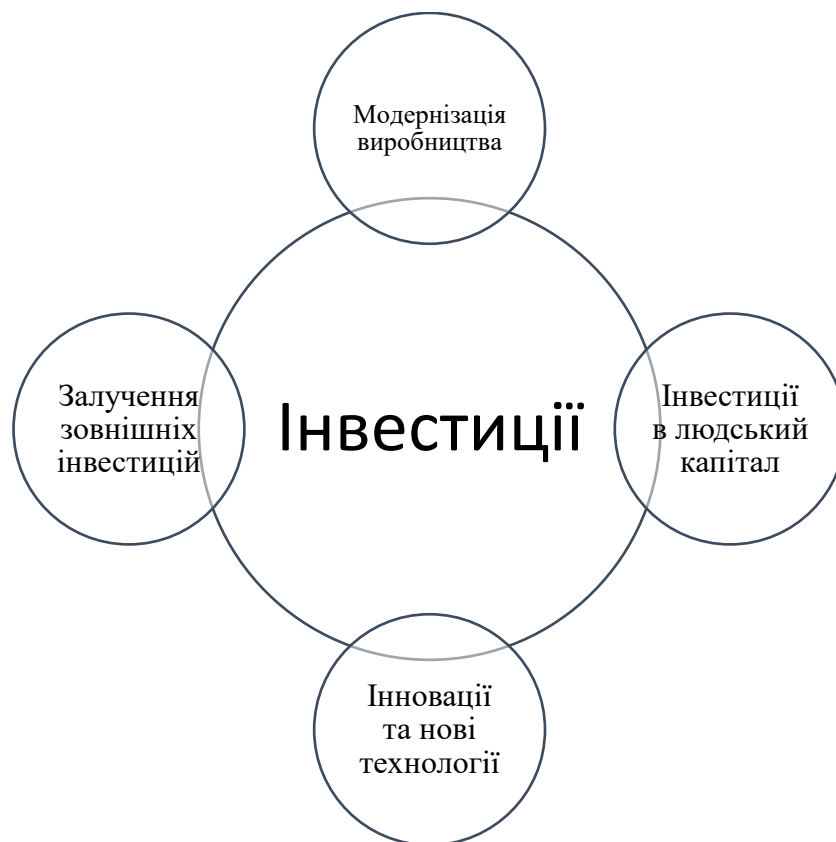 Модернізація
виробництва
Залучення
зовнішніх
інвестицій
Інвестиції
Інвестиції
в людський
капітал
Інновації
та нові
технології